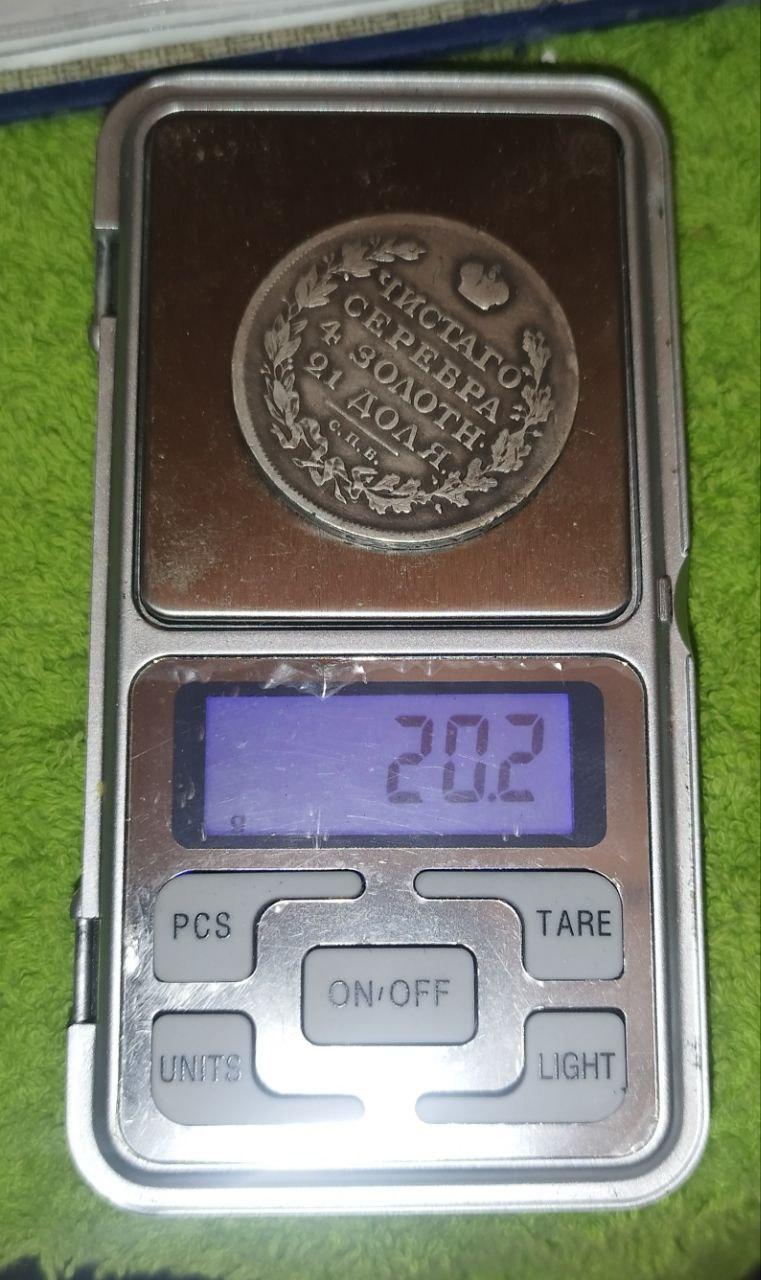 ЧИСТАГО
СЕРЕБРА
4 ЗОЛОТН.
21 ДОЛЯ.
С.П.Б.
20.2
PCS
TARE
ON/OFF
UNITS
LIGHT